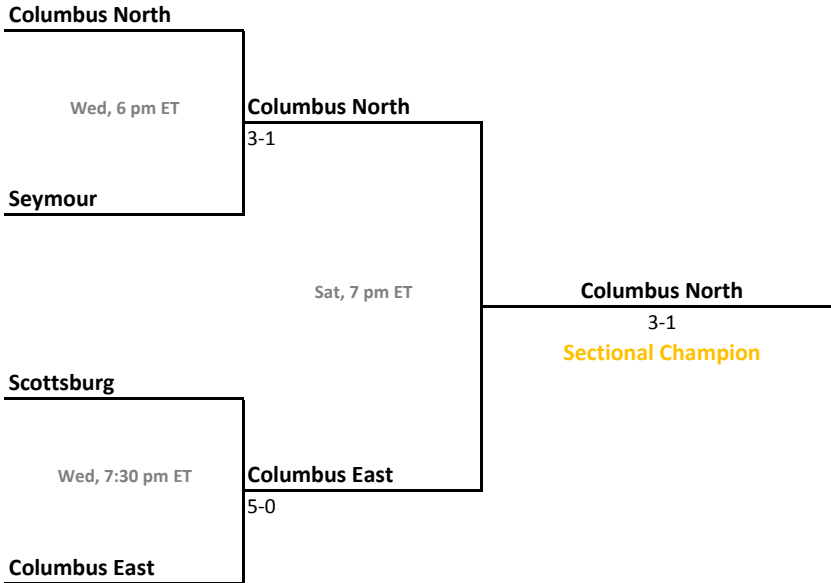 Columbus North
Wed, 6 pm ET
Columbus North
3-1
Seymour
Sat, 7 pm ET
Columbus North
3-1
Sectional Champion
Scottsburg
Wed, 7:30 pm ET
Columbus East
5-0
Columbus East